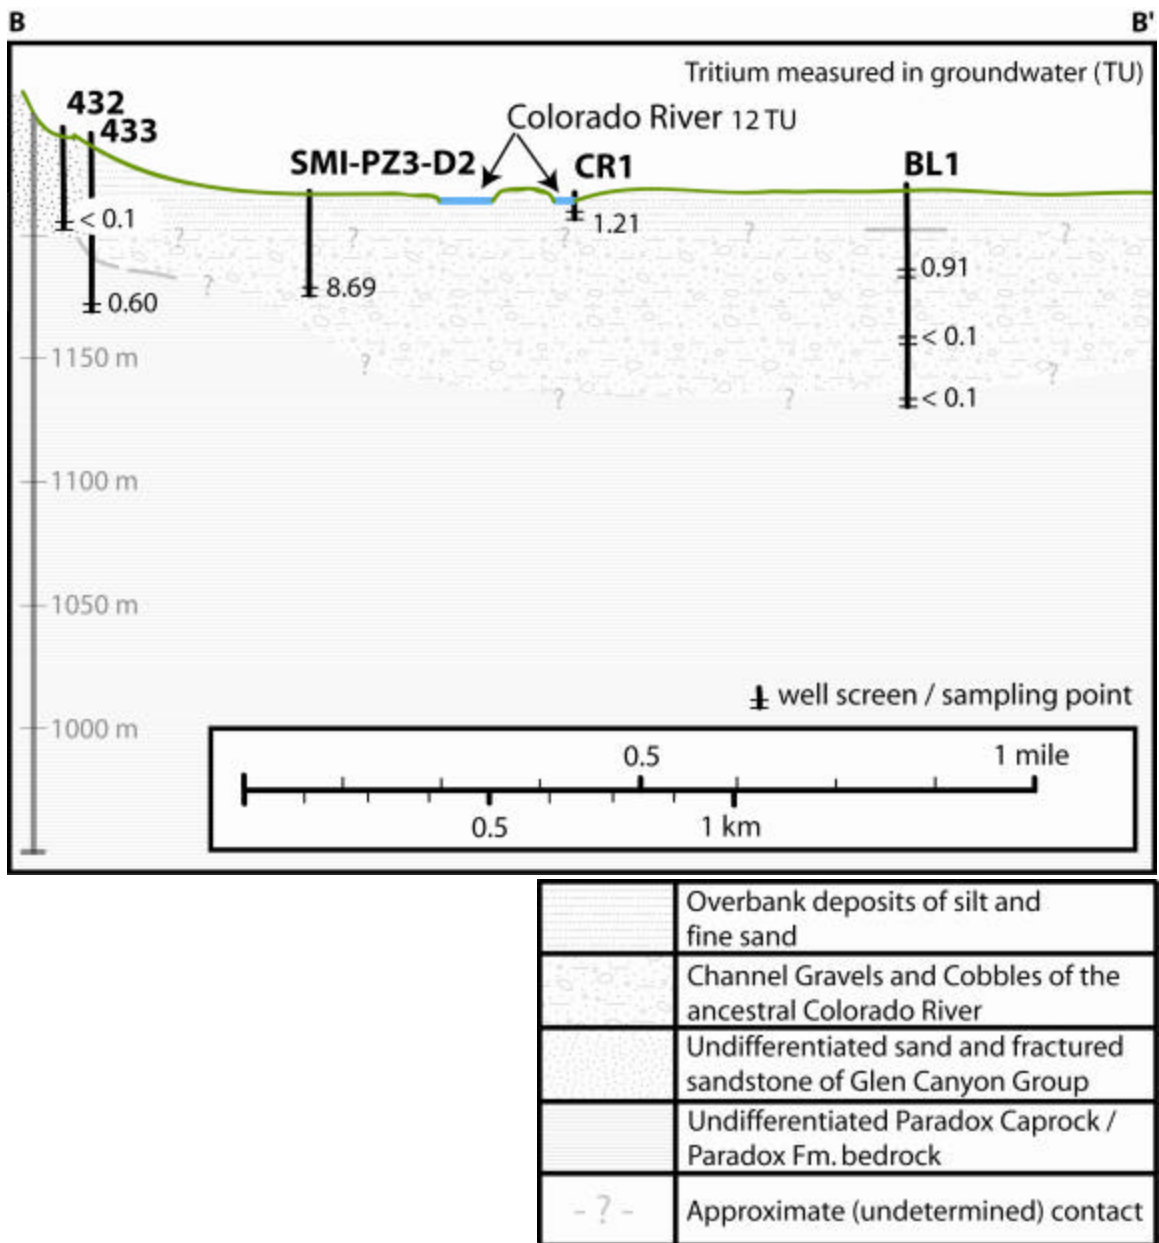 B B'
Tritium measured in groundwater (TU)
432
433
Colorado River 12 TU
SMI-PZ3-D2
CR1
BL1
< 0.1
1.21
?
?
?
?
?
0.91
?
8.69
0.60
< 0.1
1150 m
?
?
< 0.1
?
?
1100 m
1050 m
well screen / sampling point
1000 m
0.5 1 mile
0.5 1 km
Overbank deposits of silt and
fine sand
Channel Gravels and Cobbles of the
ancestral Colorado River
Undifferentiated sand and fractured
sandstone of Glen Canyon Group
Undifferentiated Paradox Caprock /
Paradox Fm. bedrock
- ? - Approximate (undetermined) contact